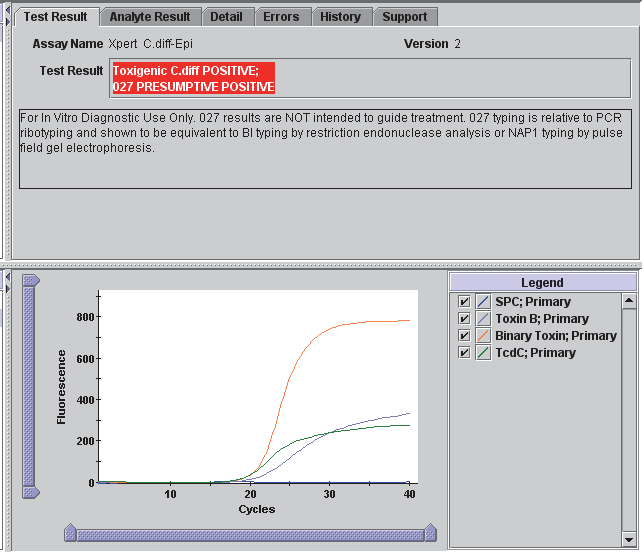 Test Result Analyte Result Detail Errors History Support
Assay Name Xpert C.diff-Epi Version 2
Test Result Toxigenic C.diff POSITIVE;
027 PRESUMPTIVE POSITIVE
For In Vitro Diagnostic Use Only. 027 results are NOT intended to guide treatment. 027 typing is relative to PCR
ribotyping and shown to be equivalent to BI typing by restriction endonuclease analysis or NAP1 typing by pulse
field gel electrophoresis.
800
600
400
200
0
Fluorescence
10 20 30 40
Cycles
Legend
SPC; Primary
Toxin B; Primary
Binary Toxin; Primary
TcdC; Primary